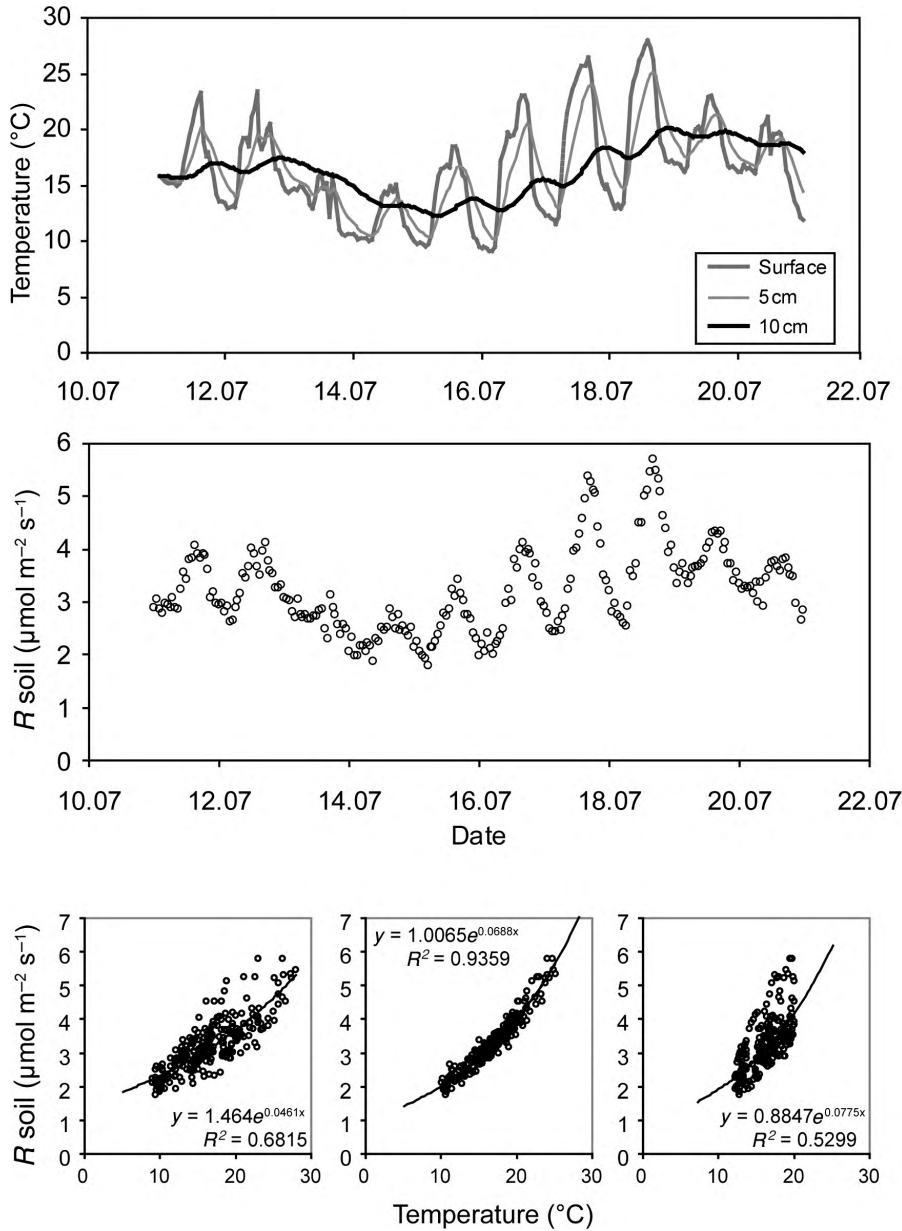 30
25
20
15
10
5
0
Temperature (°C)
Surface
5 cm
10 cm
10.07 12.07 14.07 16.07 18.07 20.07 22.07
6
5
4
3
2
1
0
R soil (µmol m⁻² s⁻¹)
10.07 12.07 14.07 16.07 18.07 20.07 22.07
Date
7
6
5
4
3
2
1
0
R soil (µmol m⁻² s⁻¹)
y = 1.464e^0.0461x
R² = 0.6815
0 10 20 30
7
6
5
4
3
2
1
0
y = 1.0065e^0.0688x
R² = 0.9359
0 10 20 30
7
6
5
4
3
2
1
0
y = 0.8847e^0.0775x
R² = 0.5299
0 10 20 30
Temperature (°C)